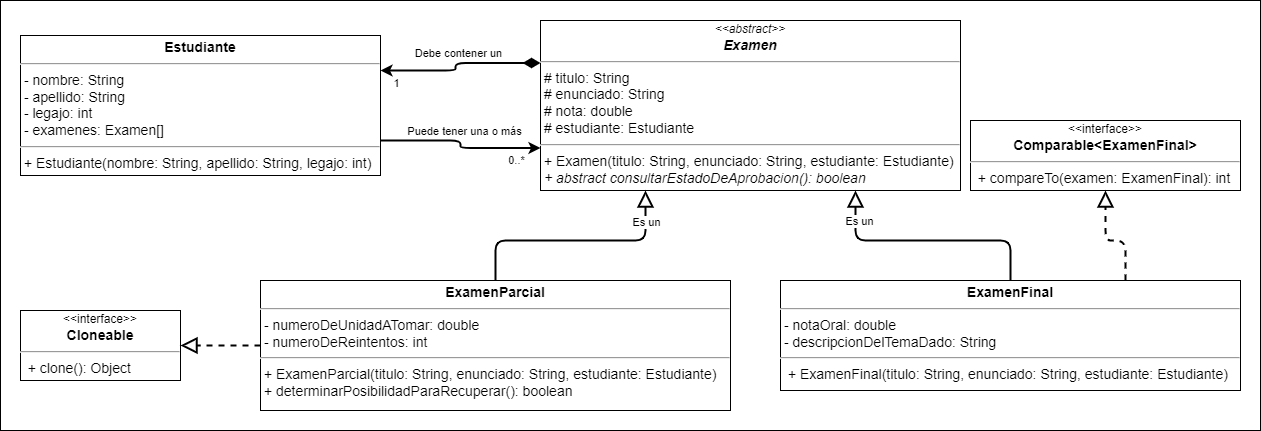 Estudiante
- nombre: String
- apellido: String
- legajo: int
- examenes: Examen[]
+ Estudiante(nombre: String, apellido: String, legajo: int)
Debe contener un
1
Puede tener una o más
0..*
<<abstract>>
Examen
# titulo: String
# enunciado: String
# nota: double
# estudiante: Estudiante
+ Examen(titulo: String, enunciado: String, estudiante: Estudiante)
+ abstract consultarEstadoDeAprobacion(): boolean
<<interface>>
Comparable<ExamenFinal>
+ compareTo(examen: ExamenFinal): int
Es un
Es un
<<interface>>
Cloneable
+ clone(): Object
ExamenParcial
- numeroDeUnidadATomar: double
- numeroDeReintentos: int
+ ExamenParcial(titulo: String, enunciado: String, estudiante: Estudiante)
+ determinarPosibilidadParaRecuperar(): boolean
ExamenFinal
- notaOral: double
- descripcionDelTemaDado: String
+ ExamenFinal(titulo: String, enunciado: String, estudiante: Estudiante)